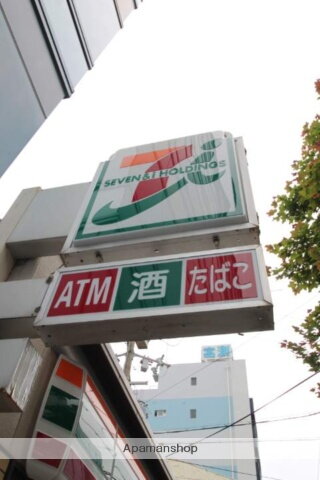 SEVEN&I HOLDINGS
ATM 酒 たばこ
Apamanshop